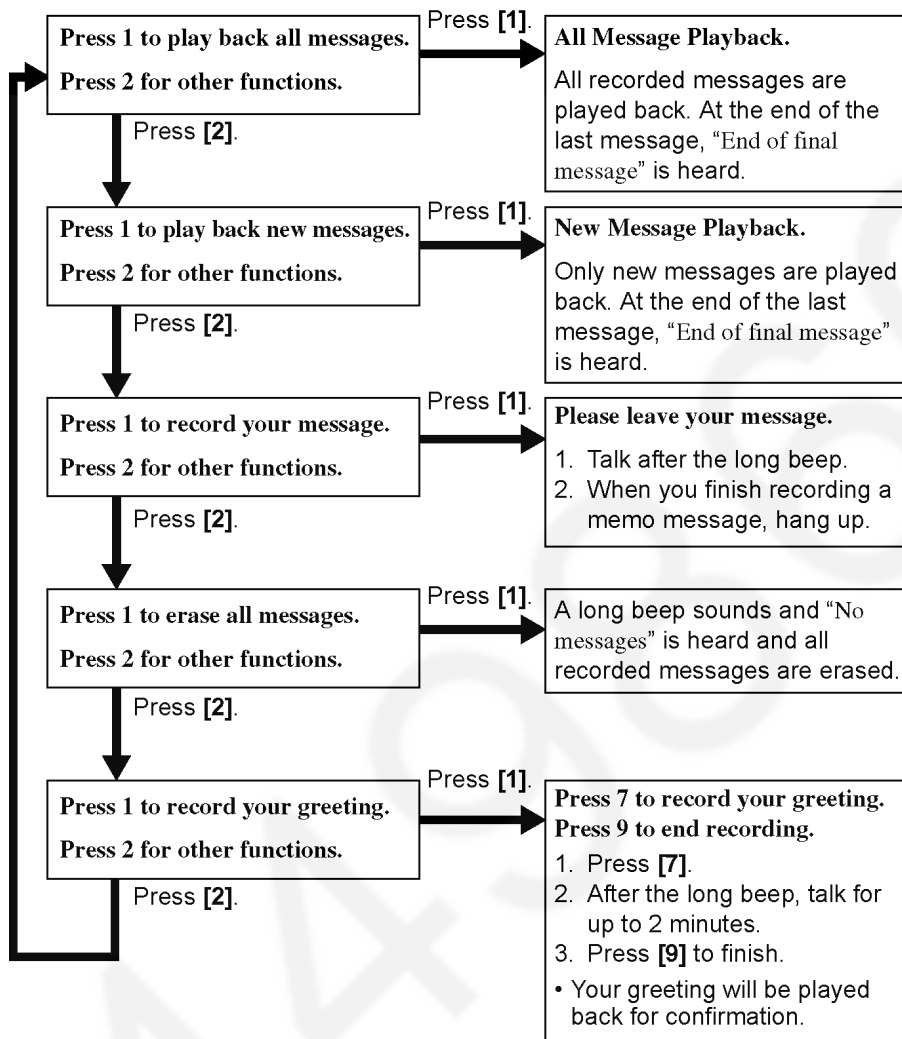 Press 1 to play back all messages.
Press 2 for other functions.
Press [1].
All Message Playback.
All recorded messages are
played back. At the end of the
last message, “End of final
message” is heard.
Press [2].
Press 1 to play back new messages.
Press 2 for other functions.
Press [1].
New Message Playback.
Only new messages are played
back. At the end of the last
message, “End of final message”
is heard.
Press [2].
Press 1 to record your message.
Press 2 for other functions.
Press [1].
Please leave your message.
1. Talk after the long beep.
2. When you finish recording a
memo message, hang up.
Press [2].
Press 1 to erase all messages.
Press 2 for other functions.
Press [1].
A long beep sounds and “No
messages” is heard and all
recorded messages are erased.
Press [2].
Press 1 to record your greeting.
Press 2 for other functions.
Press [1].
Press 7 to record your greeting.
Press 9 to end recording.
1. Press [7].
2. After the long beep, talk for
up to 2 minutes.
3. Press [9] to finish.
• Your greeting will be played
back for confirmation.
Press [2].